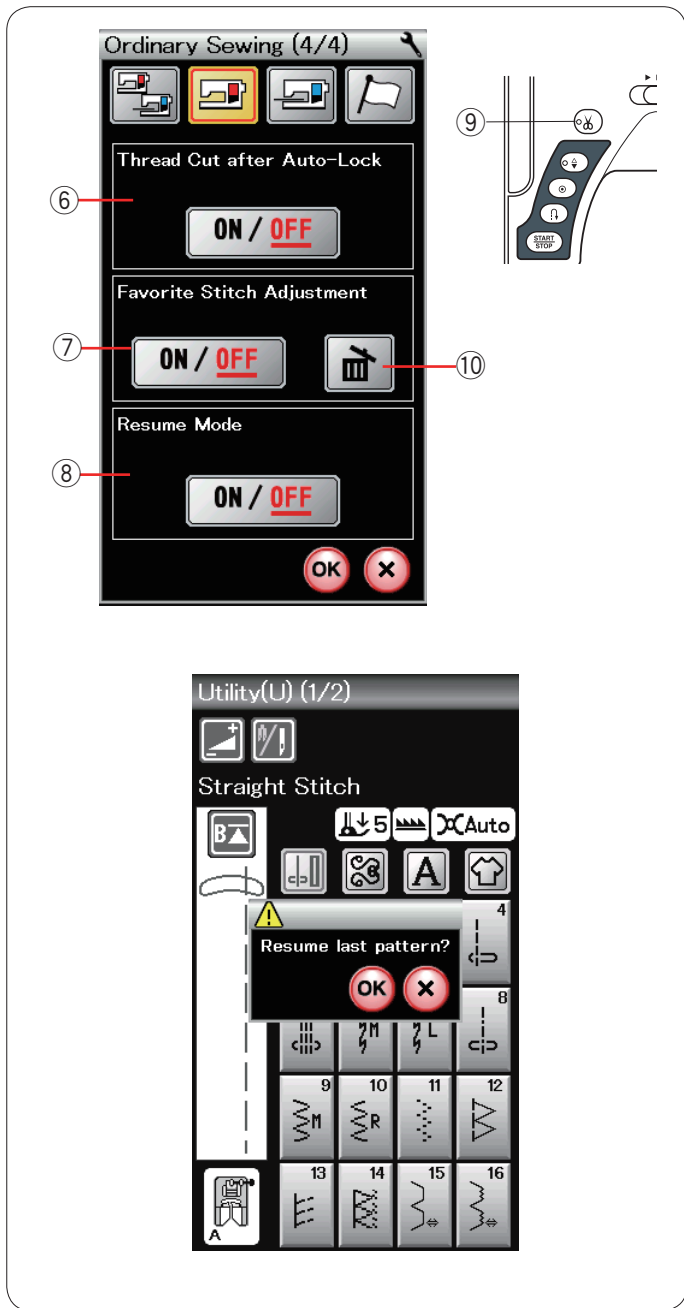 Ordinary Sewing (4/4)
⑨
Thread Cut after Auto-Lock
⑥
ON / OFF
START
STOP
Favorite Stitch Adjustment
⑦
ON / OFF
⑩
Resume Mode
⑧
ON / OFF
OK
Utility(U) (1/2)
Straight Stitch
B
5
Auto
A
4
Resume last pattern?
OK
8
M
L
9
10
11
12
M
R
13
14
15
16
A